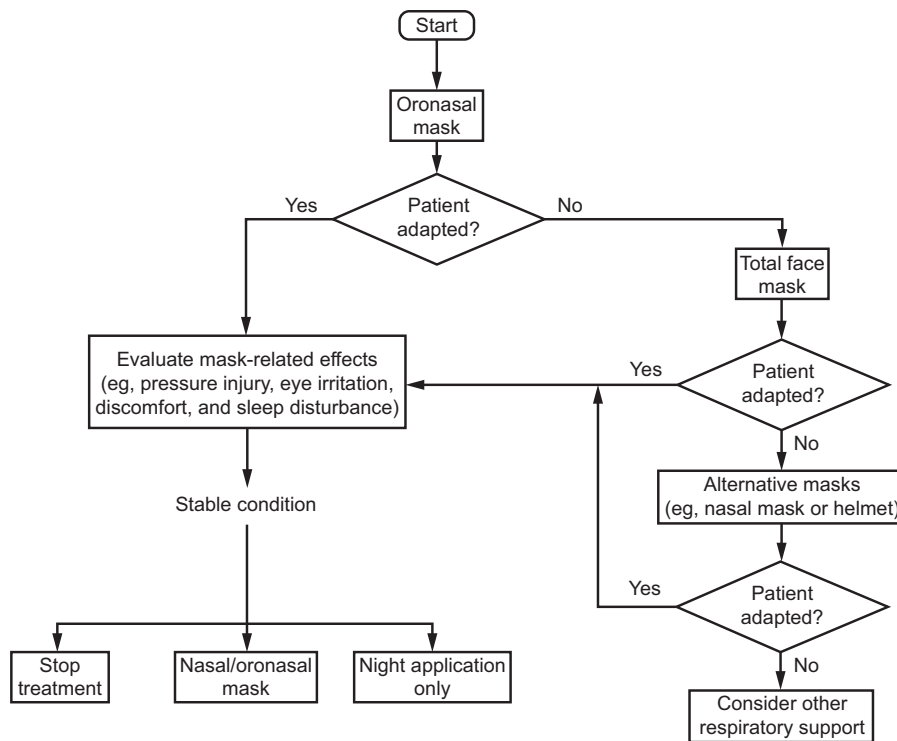 Start
Oronasal
mask
Yes
Patient
adapted?
No
Total face
mask
Evaluate mask-related effects
(eg, pressure injury, eye irritation,
discomfort, and sleep disturbance)
Yes
Patient
adapted?
No
Alternative masks
(eg, nasal mask or helmet)
Stable condition
Yes
Patient
adapted?
No
Stop
treatment
Nasal/oronasal
mask
Night application
only
Consider other
respiratory support